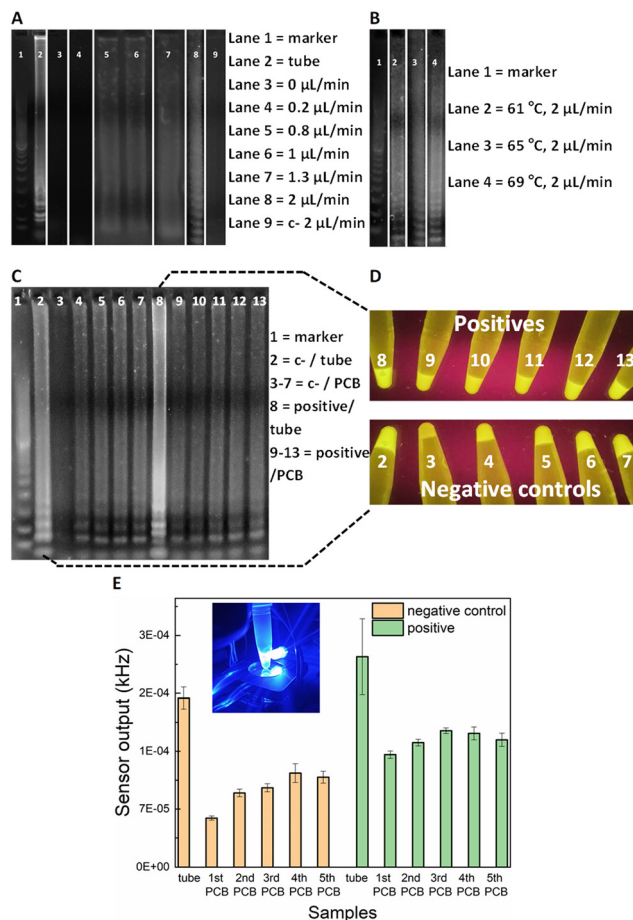 A
1 2 3 4 5 6 7 8 9
Lane 1 = marker
Lane 2 = tube
Lane 3 = 0 µL/min
Lane 4 = 0.2 µL/min
Lane 5 = 0.8 µL/min
Lane 6 = 1 µL/min
Lane 7 = 1.3 µL/min
Lane 8 = 2 µL/min
Lane 9 = c- 2 µL/min
B
1 2 3 4
Lane 1 = marker
Lane 2 = 61 °C, 2 µL/min
Lane 3 = 65 °C, 2 µL/min
Lane 4 = 69 °C, 2 µL/min
C
1 2 3 4 5 6 7 8 9 10 11 12 13
1 = marker
2 = c- / tube
3-7 = c- / PCB
8 = positive/
tube
9-13 = positive
/PCB
D
Positives
8 9 10 11 12 13
2 3 4 5 6 7
Negative controls
E
negative control
positive
Sensor output (kHz)
3E-04
2E-04
1E-04
7E-05
0E+00
tube 1st 2nd 3rd 4th 5th tube 1st 2nd 3rd 4th 5th
PCB PCB PCB PCB PCB PCB PCB PCB PCB PCB
Samples